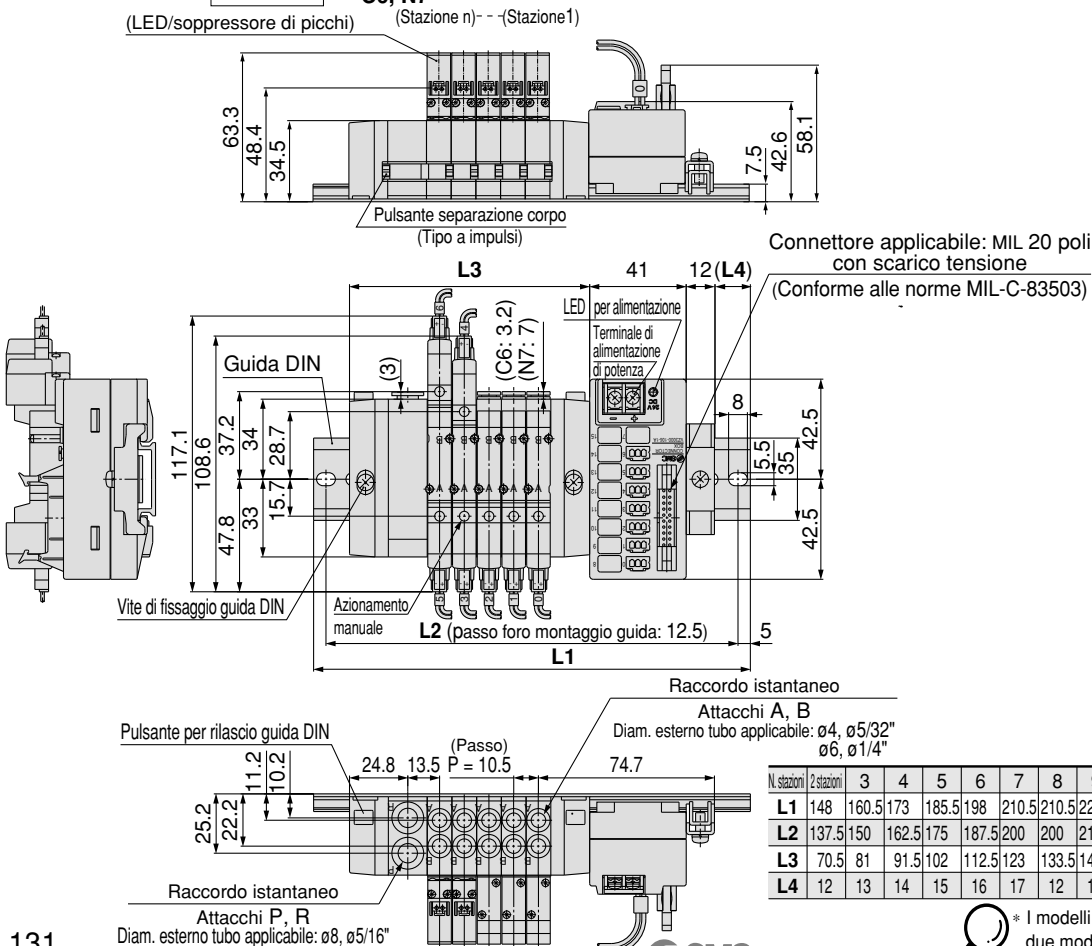 (LED/soppressore di picchi)
(Stazione n)
(Stazione1)
63.3
48.4
34.5
7.5
42.6
58.1
Pulsante separazione corpo
(Tipo a impulsi)
Connettore applicabile: MIL 20 poli
con scarico tensione
(Conforme alle norme MIL-C-83503)
L3
41
12
(L4)
LED per alimentazione
Terminale di
alimentazione
di potenza
Guida DIN
(3)
(C6: 3.2)
(N7: 7)
117.1
108.6
37.2
34
28.7
47.8
33
15.7
8
5.5
35
42.5
42.5
Vite di fissaggio guida DIN
Azionamento
manuale
L2 (passo foro montaggio guida: 12.5)
5
L1
Raccordo istantaneo
Attacchi A, B
Diam. esterno tubo applicabile: ø4, ø5/32"
ø6, ø1/4"
Pulsante per rilascio guida DIN
11.2
10.2
24.8
13.5
(Passo)
P = 10.5
74.7
25.2
22.2
N. stazioni 2 stazioni 3 4 5 6 7 8
L1 148 160.5 173 185.5 198 210.5 210.5
L2 137.5 150 162.5 175 187.5 200 200
L3 70.5 81 91.5 102 112.5 123 133.5
L4 12 13 14 15 16 17 12
Raccordo istantaneo
Attacchi P, R
Diam. esterno tubo applicabile: ø8, ø5/16"
* I modelli
due mod
131